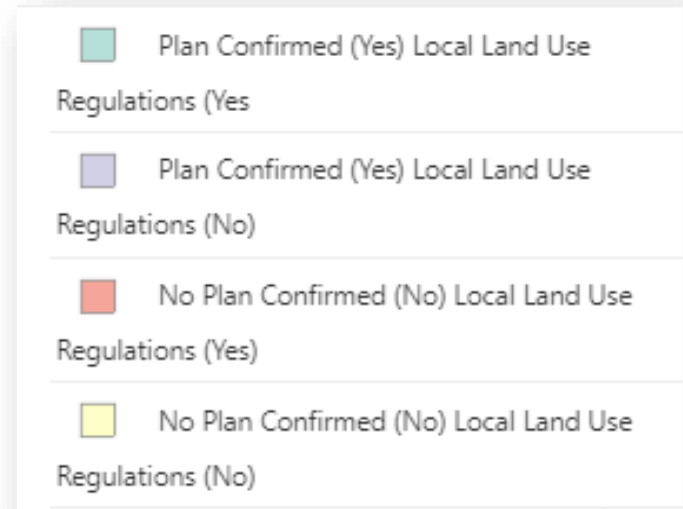 Plan Confirmed (Yes) Local Land Use
Regulations (Yes
Plan Confirmed (Yes) Local Land Use
Regulations (No)
No Plan Confirmed (No) Local Land Use
Regulations (Yes)
No Plan Confirmed (No) Local Land Use
Regulations (No)